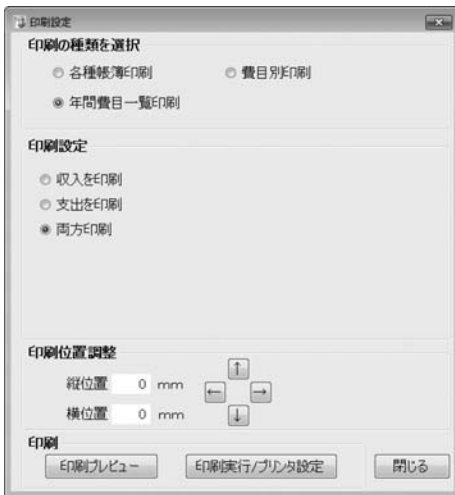 印刷設定
印刷の種類を選択
各種帳簿印刷 費目別印刷
年間費目一覧印刷
印刷設定
収入を印刷
支出を印刷
両方印刷
印刷位置調整
↑
縦位置 0 mm ← →
横位置 0 mm ↓
印刷
印刷プレビュー 印刷実行/プリンタ設定 閉じる